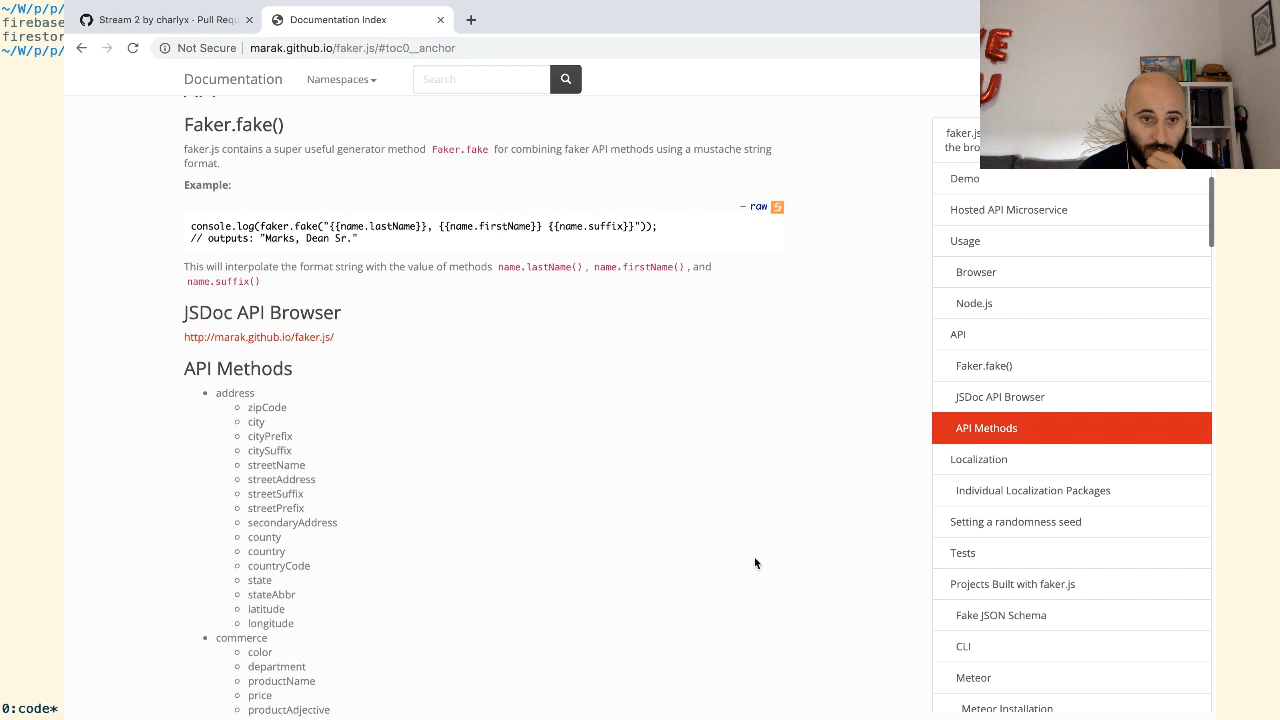 ~/W/p/p/
firebase
firestor
~/W/p/p/
Stream 2 by charlyx - Pull Requ
Documentation Index
Not Secure
marak.github.io/faker.js/#toc0__anchor
Documentation
Namespaces
Search
API
Faker.fake()
faker.js contains a super useful generator method Faker.fake for combining faker API methods using a mustache string
format.
Example:
– raw
console.log(faker.fake("{{name.lastName}}, {{name.firstName}} {{name.suffix}}"));
// outputs: "Marks, Dean Sr."
This will interpolate the format string with the value of methods name.lastName() , name.firstName() , and
name.suffix()
JSDoc API Browser
http://marak.github.io/faker.js/
API Methods
address
zipCode
city
cityPrefix
citySuffix
streetName
streetAddress
streetSuffix
streetPrefix
secondaryAddress
county
country
countryCode
state
stateAbbr
latitude
longitude
commerce
color
department
productName
price
productAdjective
faker.js
the bro
Demo
Hosted API Microservice
Usage
Browser
Node.js
API
Faker.fake()
JSDoc API Browser
API Methods
Localization
Individual Localization Packages
Setting a randomness seed
Tests
Projects Built with faker.js
Fake JSON Schema
CLI
Meteor
Meteor Installation
0:code*